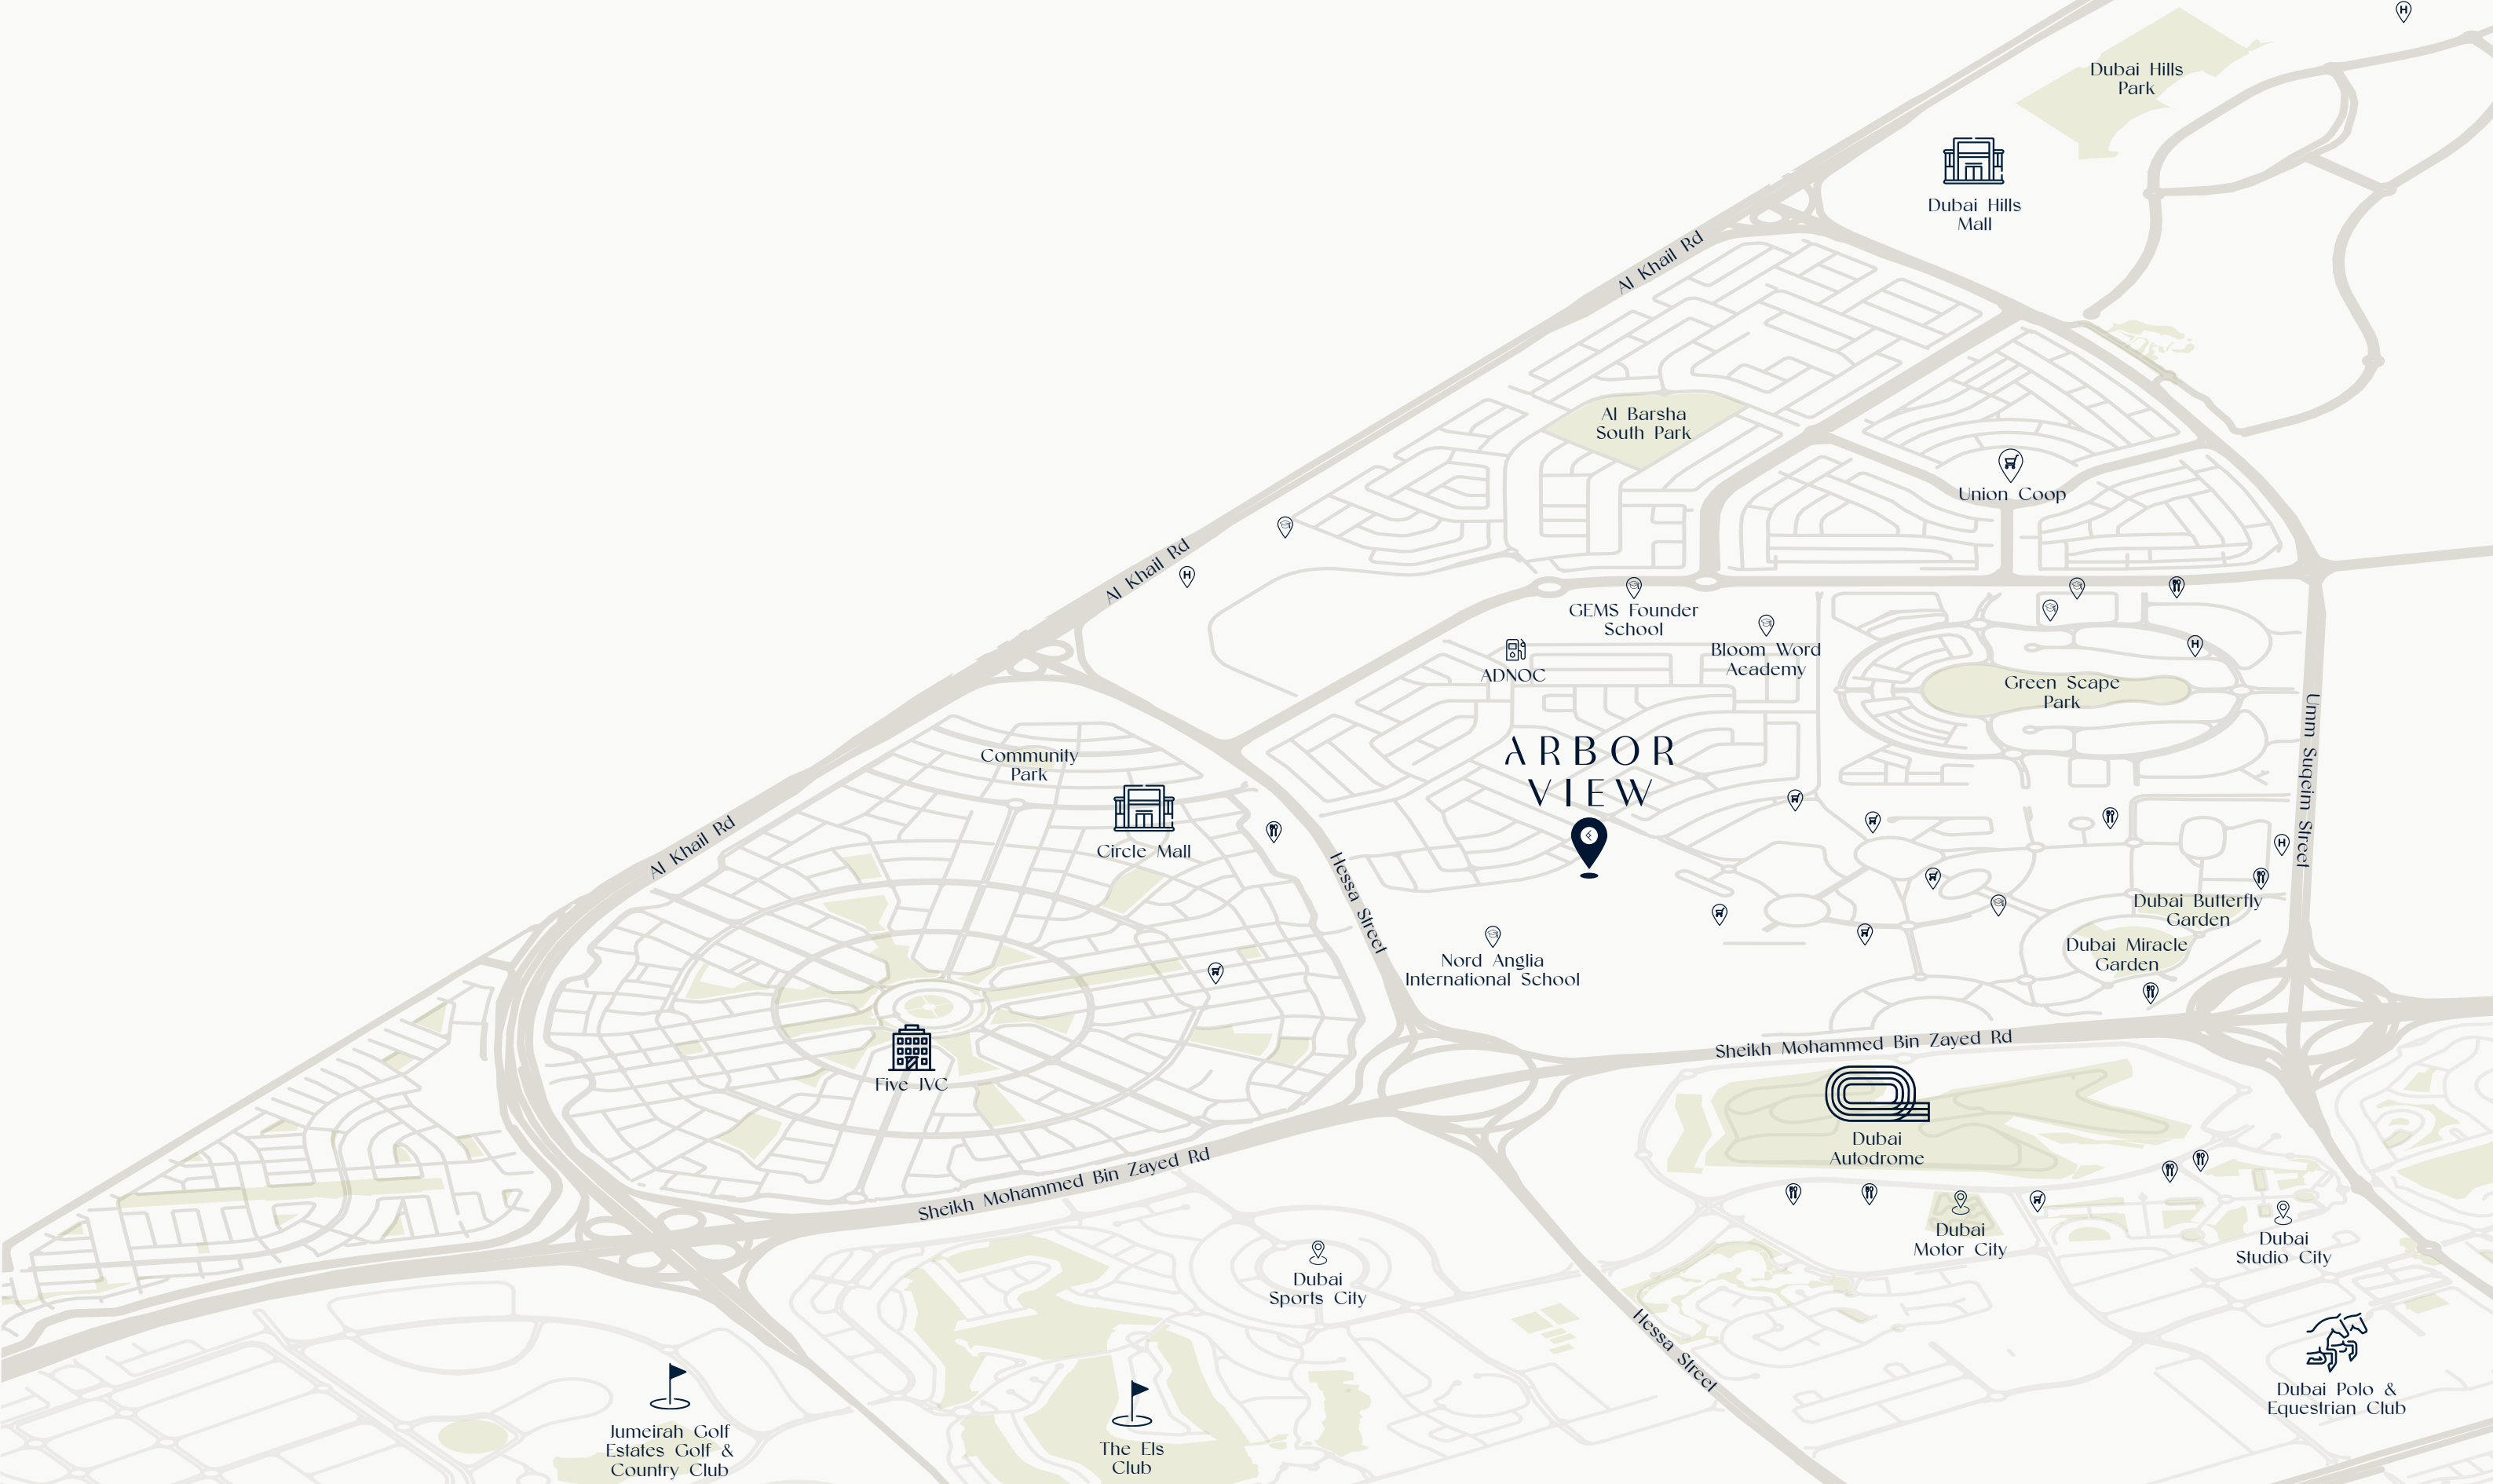 Dubai Hills
Park
Dubai Hills
Mall
Al Khail Rd
Al Barsha
South Park
Union Coop
Al Khail Rd
GEMS Founder
School
Bloom Word
Academy
ADNOC
Green Scape
Park
Umm Suqeim Street
ARBOR
VIEW
Community
Park
Circle Mall
Al Khail Rd
Hessa Street
Dubai Butterfly
Garden
Dubai Miracle
Garden
Nord Anglia
International School
Five JVC
Sheikh Mohammed Bin Zayed Rd
Dubai
Autodrome
Sheikh Mohammed Bin Zayed Rd
Dubai
Motor City
Dubai
Studio City
Dubai
Sports City
Hessa Street
Dubai Polo &
Equestrian Club
Jumeirah Golf
Estates Golf &
Country Club
The Els
Club
H
H
H
H